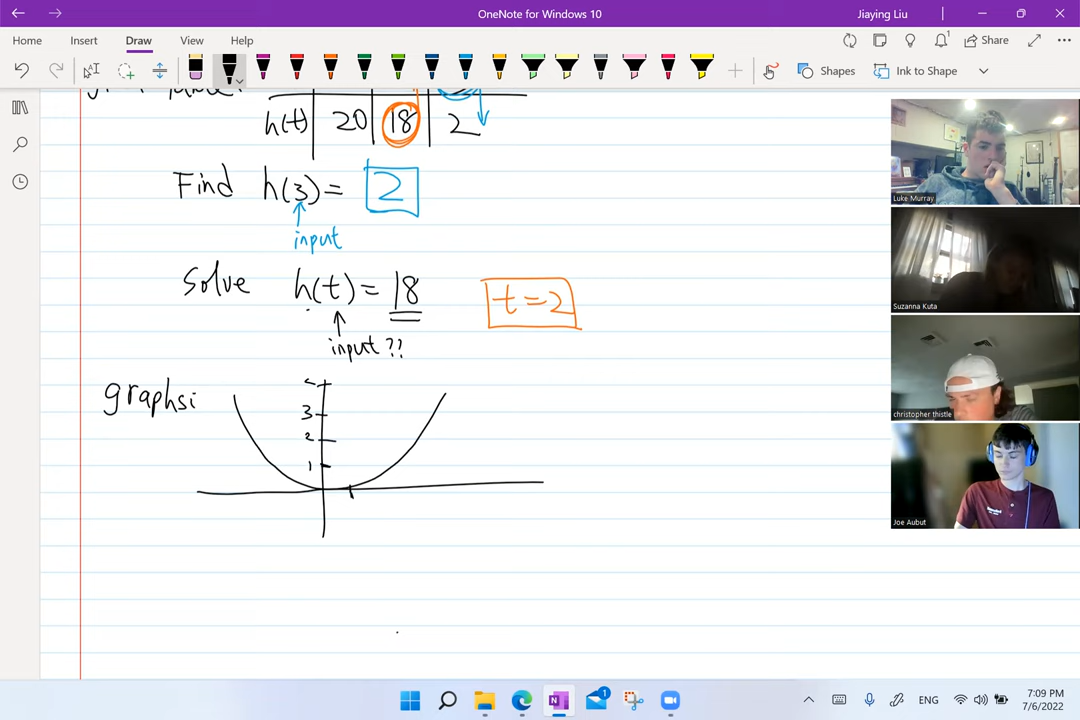 OneNote for Windows 10
Jiaying Liu
Home Insert Draw View Help
Share
Shapes
Ink to Shape
h(t) 20 18 2
Find h(3) = 2
input
Solve h(t) = 18 t = 2
input ??
graphs:
3
2
1
Luke Murray
Suzanna Kuta
christopher thistle
Joe Aubut
1
ENG
7:09 PM
7/6/2022